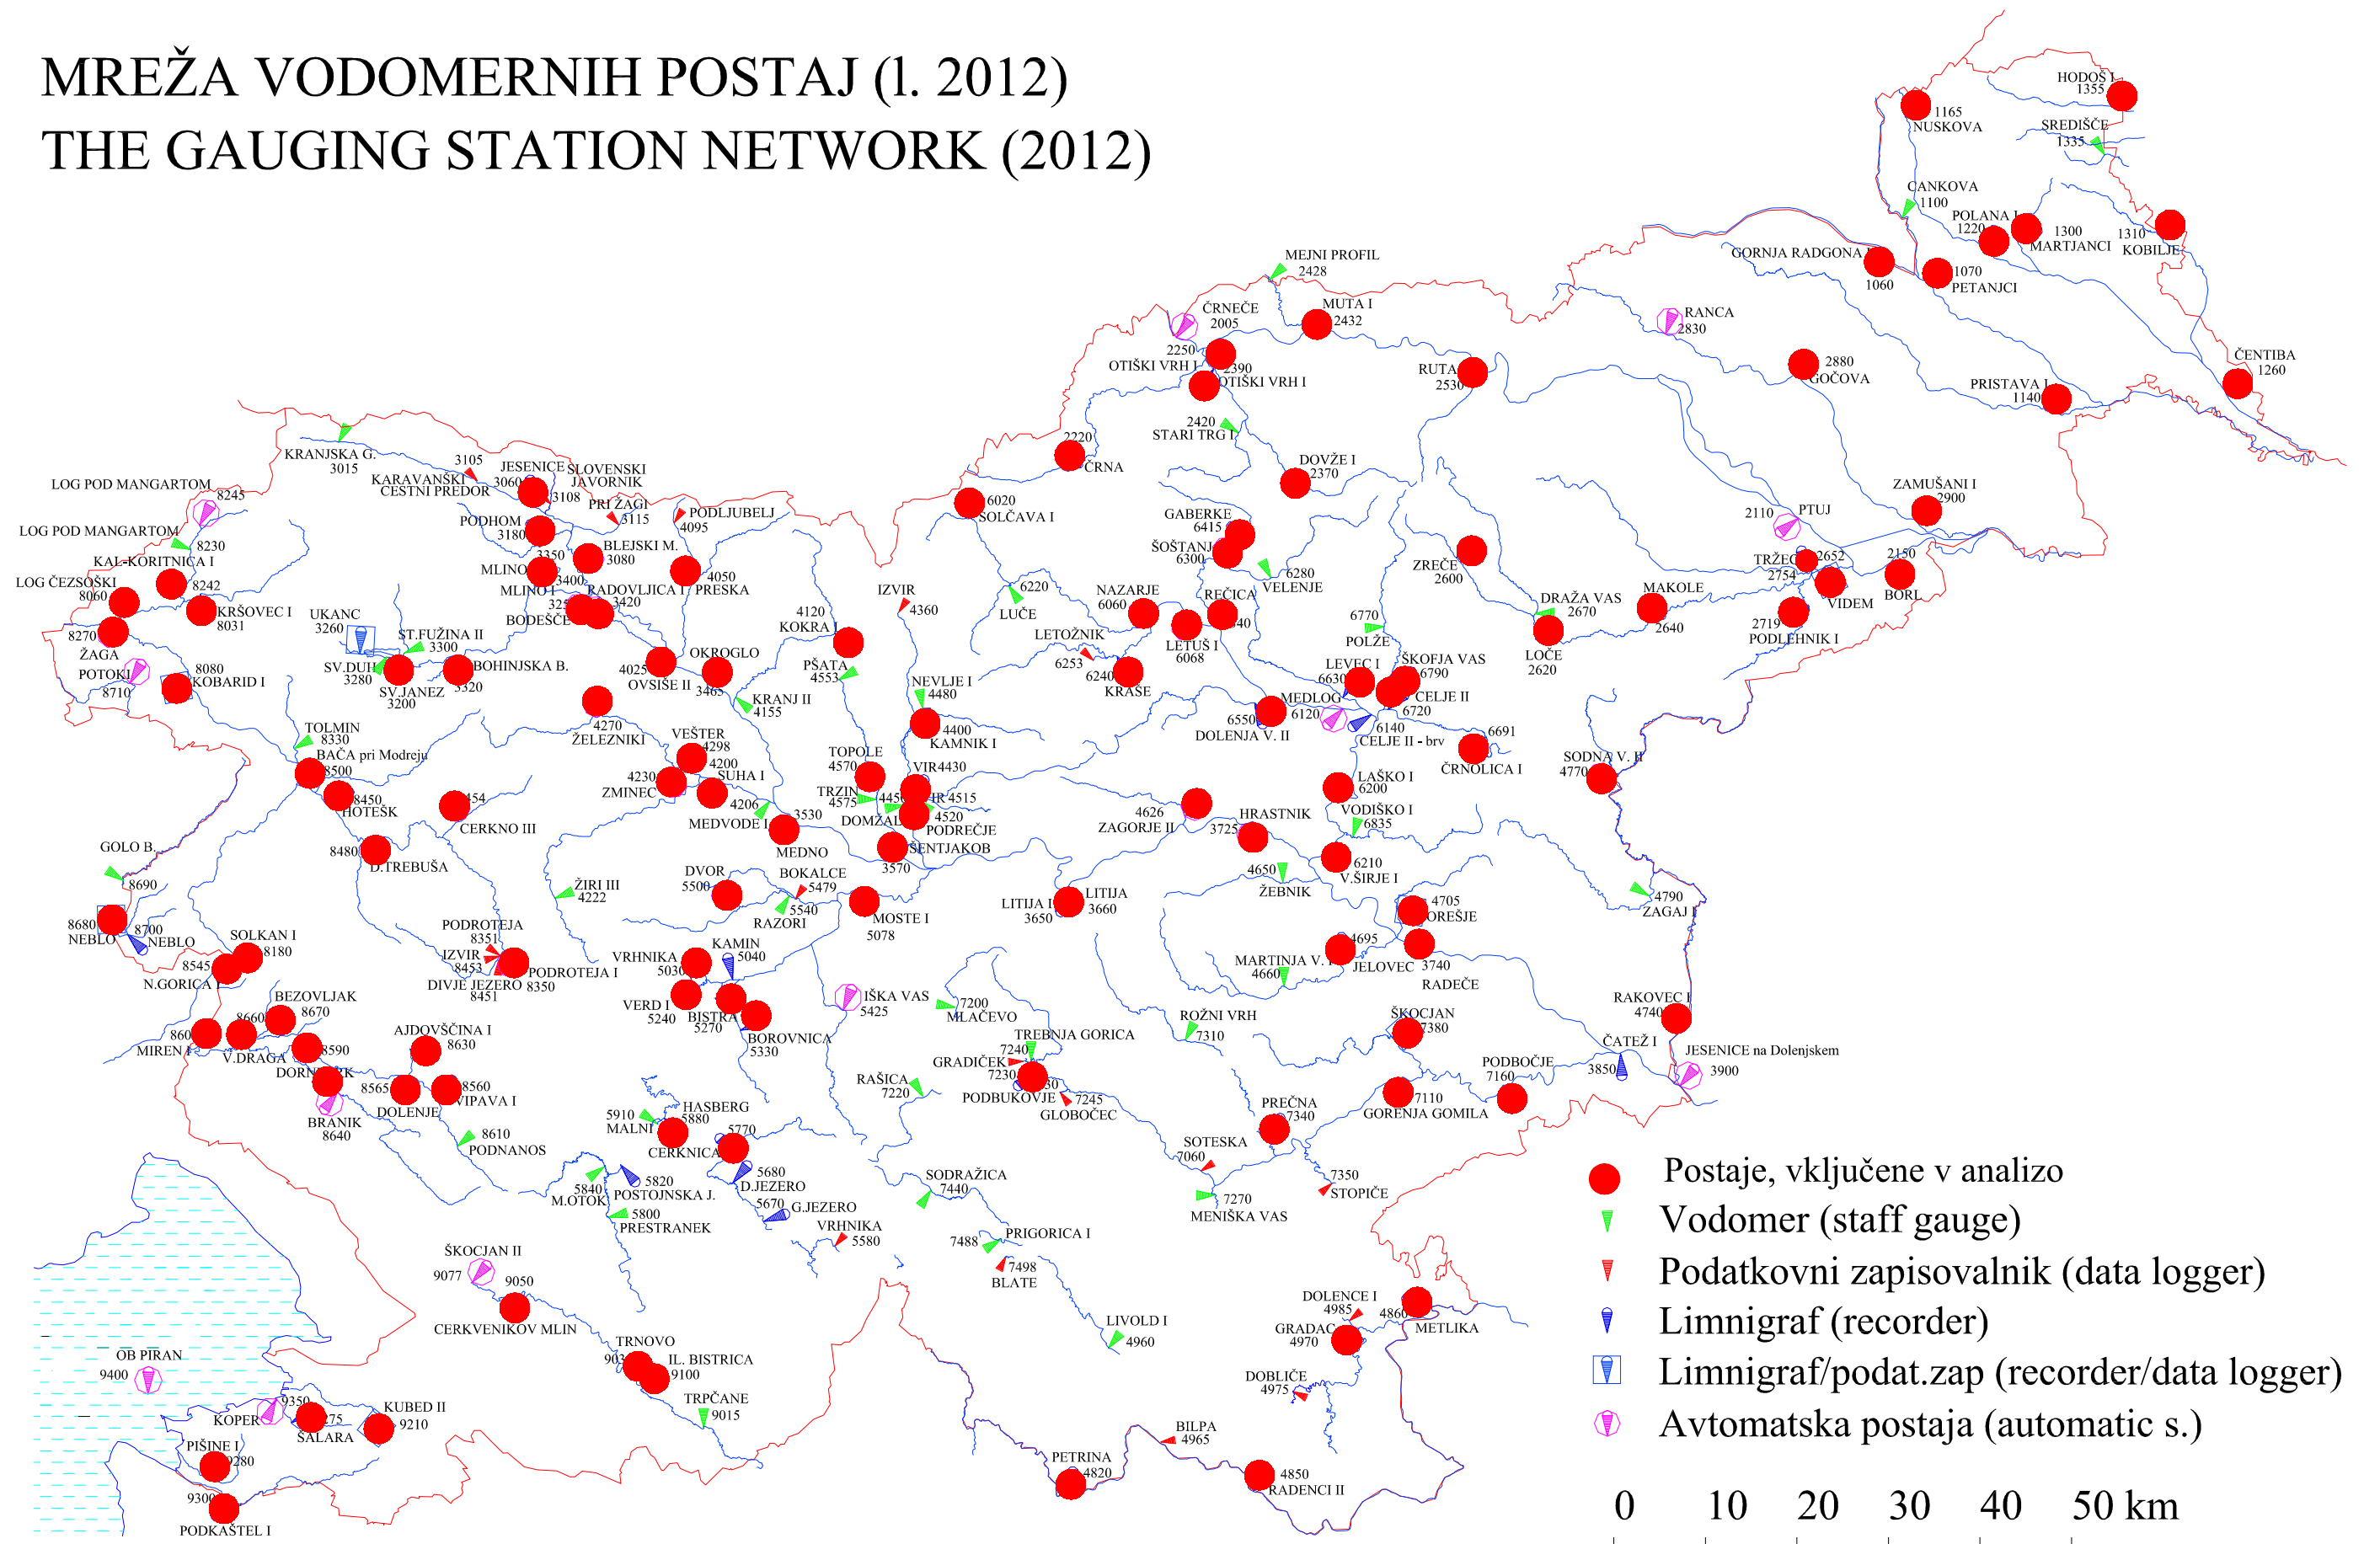 MREŽA VODOMERNIH POSTAJ (l. 2012)
THE GAUGING STATION NETWORK (2012)
HODOŠ I
1355
1165
NUSKOVA
SREDIŠČE
1335
CANKOVA
1100
POLANA I
1220
1300
MARTJANCI
1310
KOBILJE
GORNJA RADGONA I
1060
1070
PETANJCI
MEJNI PROFIL
2428
MUTA I
2432
ČRNEČE
2005
2250
OTIŠKI VRH I
2390
OTIŠKI VRH I
RANCA
2830
2880
GOČOVA
ČENTIBA
1260
PRISTAVA I
1140
RUTA
2530
2420
STARI TRG I
2220
ČRNA
DOVŽE I
2370
KRANJSKA G.
3015
3105
KARAVANŠKI
CESTNI PREDOR
JESENICE
3060
SLOVENSKI
JAVORNIK
3108
PRI ŽAGI
3115
PODLJUBELJ
4095
LOG POD MANGARTOM
8245
LOG POD MANGARTOM
8230
KAL-KORITNICA I
8242
LOG ČEZSOŠKI
8060
KRŠOVEC I
8031
8270
ŽAGA
POTOKI
8710
8080
KOBARID I
PODHOM
3180
BLEJSKI M.
3080
3350
MLINO
3400
MLINO I
RADOVLJICA I
3420
BODEŠČE
4050
PRESKA
UKANC
3260
ST.FUŽINA II
3300
SV.DUH
3280
SV.JANEZ
3200
BOHINJSKA B.
3320
4025
OVSIŠE II
OKROGLO
3465
KRANJ II
4155
4120
KOKRA I
PŠATA
4553
IZVIR
4360
NEVLJE I
4480
4400
KAMNIK I
6020
SOLČAVA I
6220
LUČE
GABERKE
6415
ŠOŠTANJ
6300
6280
VELENJE
NAZARJE
6060
REČICA
LETUŠ I
6068
LETOŽNIK
6253
6240
KRAŠE
ZREČE
2600
DRAŽA VAS
2670
LOČE
2620
MAKOLE
2640
ZAMUŠANI I
2900
PTUJ
2110
TRŽEC
2652
2754
VIDEM
2150
BORL
2719
PODLEHNIK I
6770
POLŽE
LEVEC I
6630
ŠKOFJA VAS
6790
CELJE II
6720
MEDLOG
6120
6550
DOLENJA V. II
6140
CELJE II - brv
6691
ČRNOLICA I
SODNA V. II
4770
4270
ŽELEZNIKI
VEŠTER
4298
4200
SUHA I
4230
ZMINEC
4206
MEDVODE I
3530
MEDNO
TOLMIN
8330
BAČA pri Modreju
8500
8450
HOTEŠK
CERKNO III
8480
D.TREBUŠA
TOPOLE
4570
VIR
4430
TRZIN
4575
4515
4520
PODREČJE
ŠENTJAKOB
3570
LAŠKO I
6200
VODIŠKO I
6835
4626
ZAGORJE II
HRASTNIK
3725
6210
V.ŠIRJE I
4650
ŽEBNIK
4790
ZAGAJ I
GOLO B.
8690
8680
NEBLO
8700
NEBLO
ŽIRI III
4222
DVOR
5500
BOKALCE
5479
5540
RAZORI
MOSTE I
5078
LITIJA I
3650
LITIJA
3660
4705
OREŠJE
4695
JELOVEC
3740
RADEČE
MARTINJA V. I
4660
SOLKAN I
8180
8545
N.GORICA I
PODROTEJA
8351
IZVIR
8453
DIVJE JEZERO
8451
PODROTEJA I
8350
VRHNIKA
5030
KAMIN
5040
VERD I
5240
BISTRA
5270
BOROVNICA
5330
IŠKA VAS
5425
7200
MLAČEVO
ROŽNI VRH
7310
RAKOVEC I
4740
ČATEŽ I
3850
JESENICE na Dolenjskem
3900
ŠKOCJAN
7380
PODBOČJE
7160
7110
GORENJA GOMILA
PREČNA
7340
TREBNJA GORICA
7240
GRADIČEK
7230
PODBUKOVJE
7245
GLOBOČEC
RAŠICA
7220
BEZOVLJAK
8670
8660
MIREN I
V.DRAGA
8590
AJDOVŠČINA I
8630
8565
DOLENJE
8560
VIPAVA I
BRANIK
8640
8610
PODNANOS
5910
MALNI
HASBERG
5880
5770
CERKNICA
5680
D.JEZERO
5670
G.JEZERO
5840
M.OTOK
5820
POSTOJNSKA J.
5800
PRESTRANEK
VRHNIKA
5580
SODRAŽICA
7440
SOTESKA
7060
7270
MENIŠKA VAS
7350
STOPIČE
7488
PRIGORICA I
7498
BLATE
LIVOLD I
4960
ŠKOCJAN II
9077
9050
CERKVENIKOV MLIN
TRNOVO
IL. BISTRICA
9100
TRPČANE
9015
DOLENCE I
4985
4860
METLIKA
GRADAC
4970
DOBLIČE
4975
BILPA
4965
PETRINA
4820
4850
RADENCI II
OB PIRAN
9400
KOPER
9350
ŠALARA
KUBED II
9210
PIŠINE I
9280
9300
PODKAŠTEL I
Postaje, vključene v analizo
Vodomer (staff gauge)
Podatkovni zapisovalnik (data logger)
Limnigraf (recorder)
Limnigraf/podat.zap (recorder/data logger)
Avtomatska postaja (automatic s.)
0 10 20 30 40 50 km